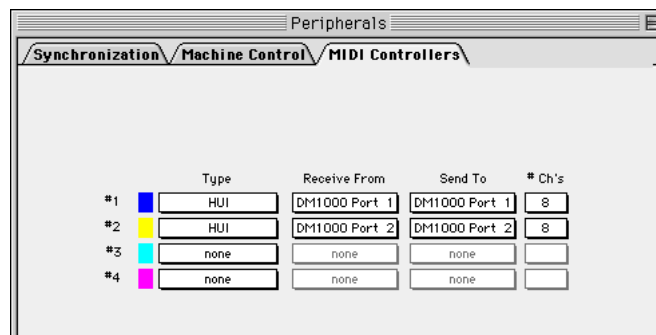 Peripherals
Synchronization Machine Control MIDI Controllers
Type Receive From Send To # Ch's
#1 HUI DM1000 Port 1 DM1000 Port 1 8
#2 HUI DM1000 Port 2 DM1000 Port 2 8
#3 none none none
#4 none none none